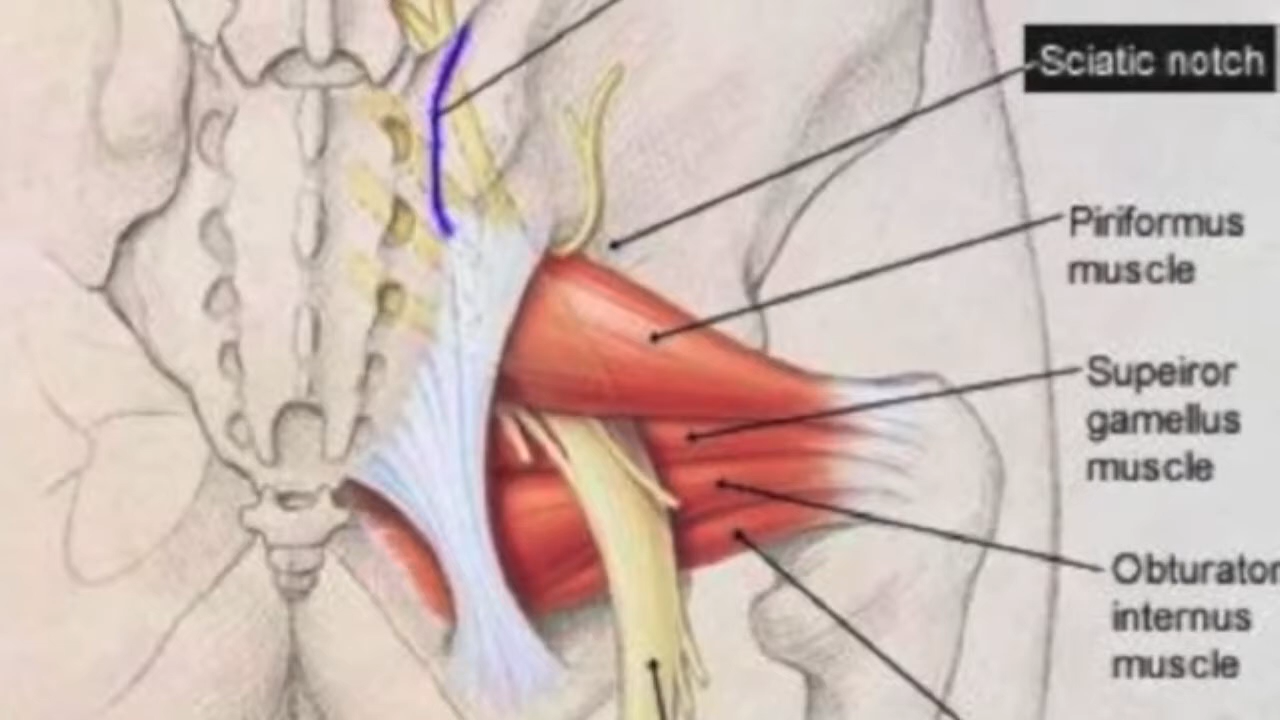 Sciatic notch
Piriformus
muscle
Supeiror
gamellus
muscle
Obturator
internus
muscle